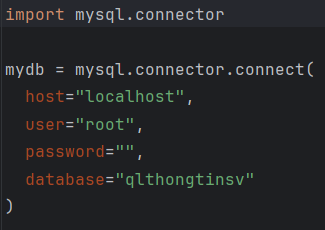 import mysql.connector
mydb = mysql.connector.connect(
host="localhost",
user="root",
password="",
database="qlthongtinsv"
)